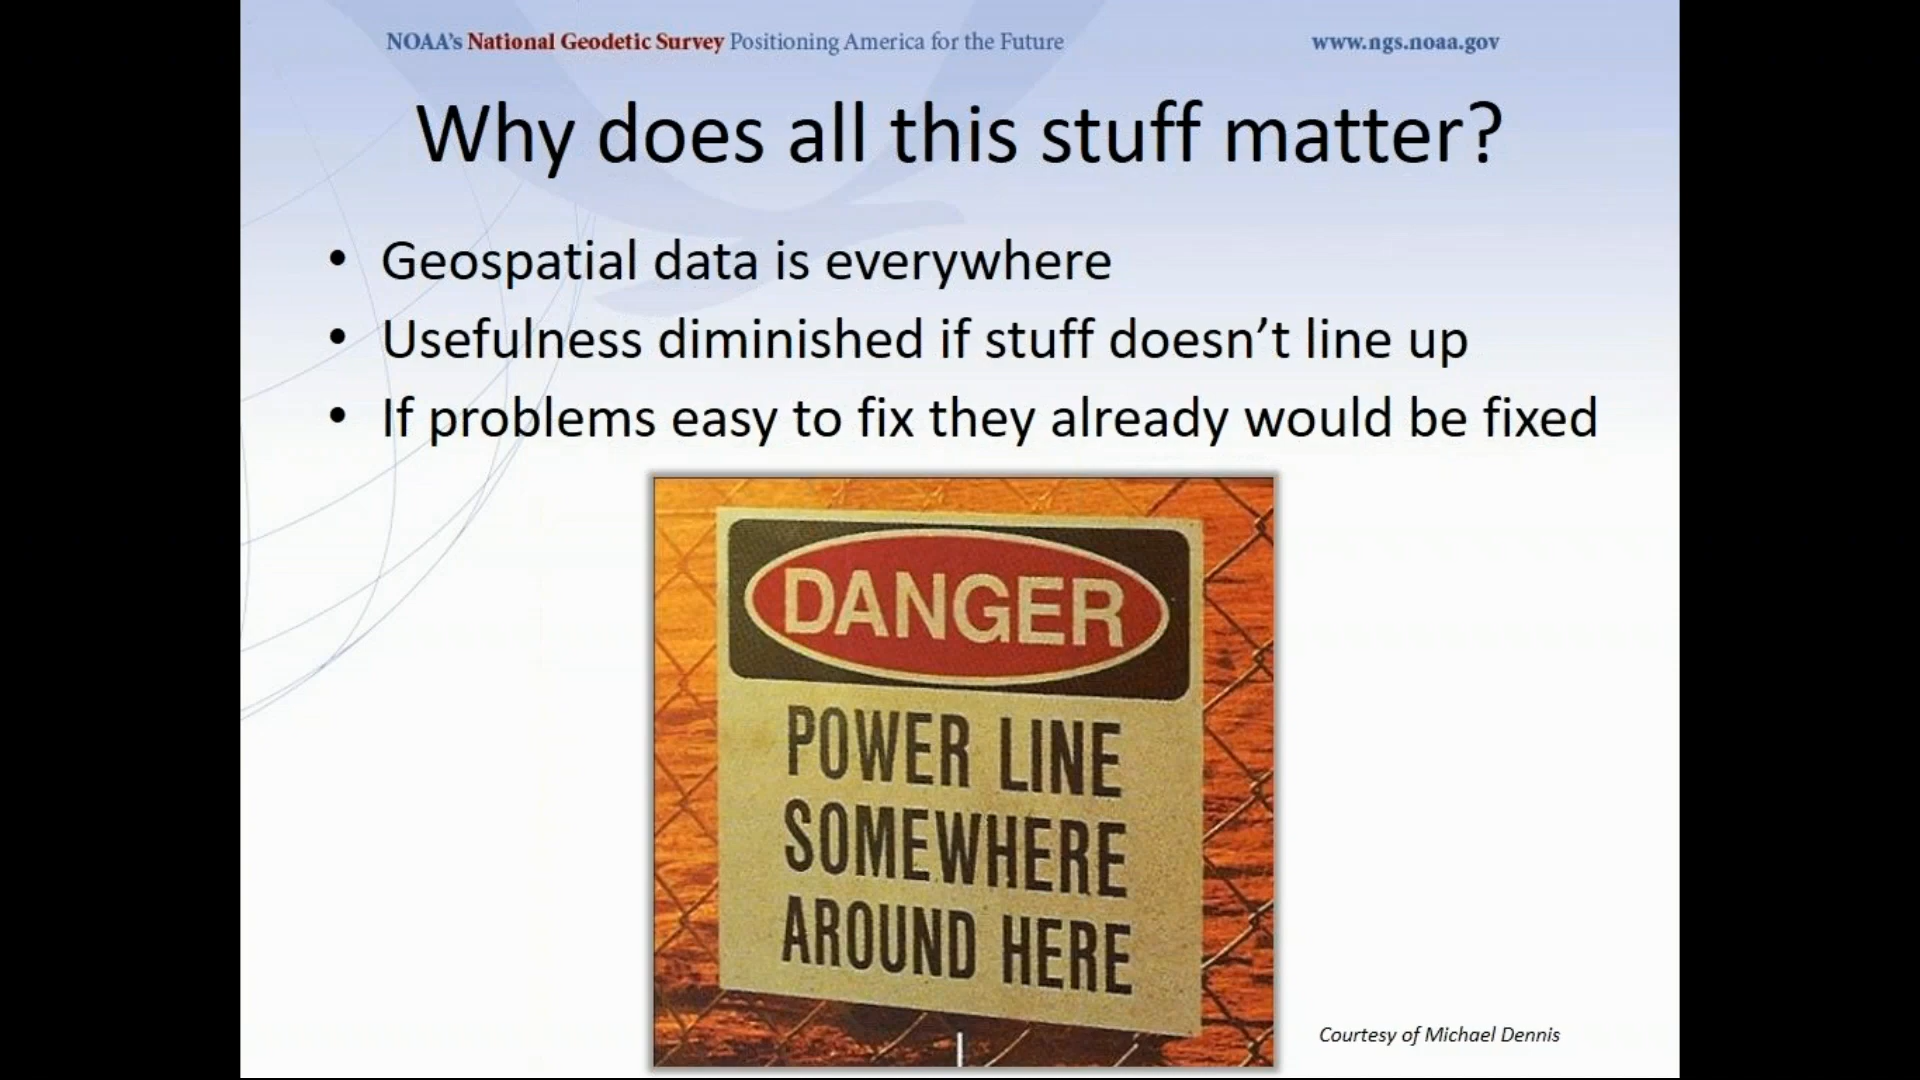 NOAA's National Geodetic Survey Positioning America for the Future
www.ngs.noaa.gov
Why does all this stuff matter?
• Geospatial data is everywhere
• Usefulness diminished if stuff doesn't line up
• If problems easy to fix they already would be fixed
DANGER
POWER LINE
SOMEWHERE
AROUND HERE
Courtesy of Michael Dennis